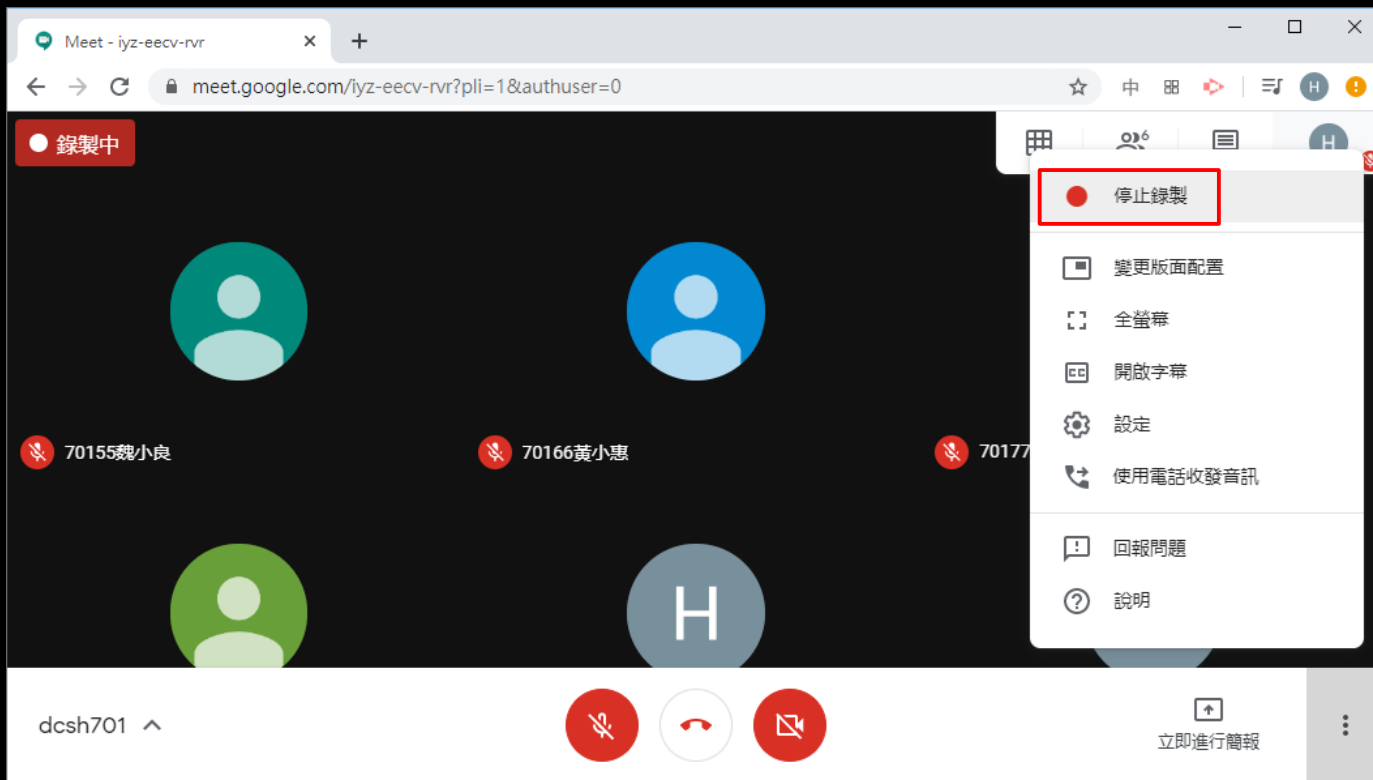 Meet - iyz-eecv-rvr
meet.google.com/iyz-eecv-rvr?pli=1&authuser=0
中
H
錄製中
6
H
停止錄製
變更版面配置
全螢幕
開啟字幕
設定
使用電話收發音訊
回報問題
說明
70155魏小良
70166黃小惠
70177
H
dcsh701
立即進行簡報